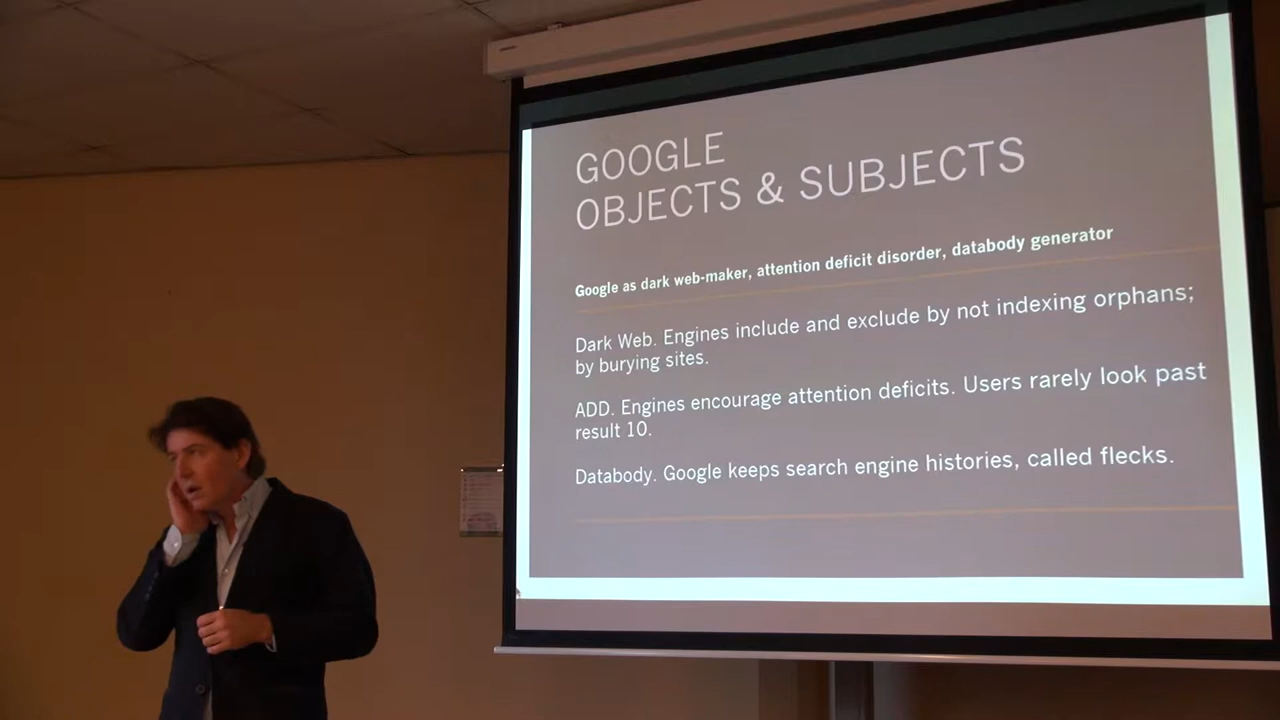 GOOGLE
OBJECTS & SUBJECTS
Google as dark web-maker, attention deficit disorder, databody generator
Dark Web. Engines include and exclude by not indexing orphans;
by burying sites.
ADD. Engines encourage attention deficits. Users rarely look past
result 10.
Databody. Google keeps search engine histories, called flecks.